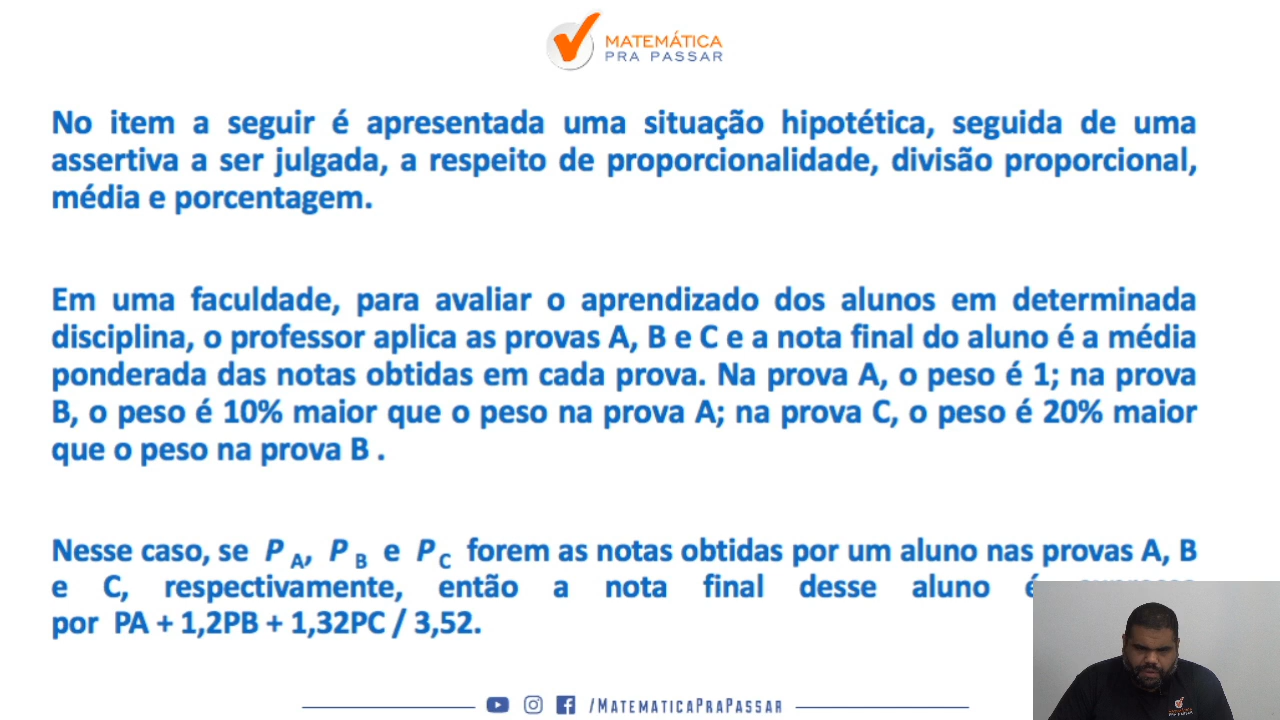 MATEMÁTICA
PRA PASSAR
No item a seguir é apresentada uma situação hipotética, seguida de uma
assertiva a ser julgada, a respeito de proporcionalidade, divisão proporcional,
média e porcentagem.
Em uma faculdade, para avaliar o aprendizado dos alunos em determinada
disciplina, o professor aplica as provas A, B e C e a nota final do aluno é a média
ponderada das notas obtidas em cada prova. Na prova A, o peso é 1; na prova
B, o peso é 10% maior que o peso na prova A; na prova C, o peso é 20% maior
que o peso na prova B .
Nesse caso, se P A, P B e P C forem as notas obtidas por um aluno nas provas A, B
e C, respectivamente, então a nota final desse aluno é
por PA + 1,2PB + 1,32PC / 3,52.
/MATEMATICAPRAPASSAR